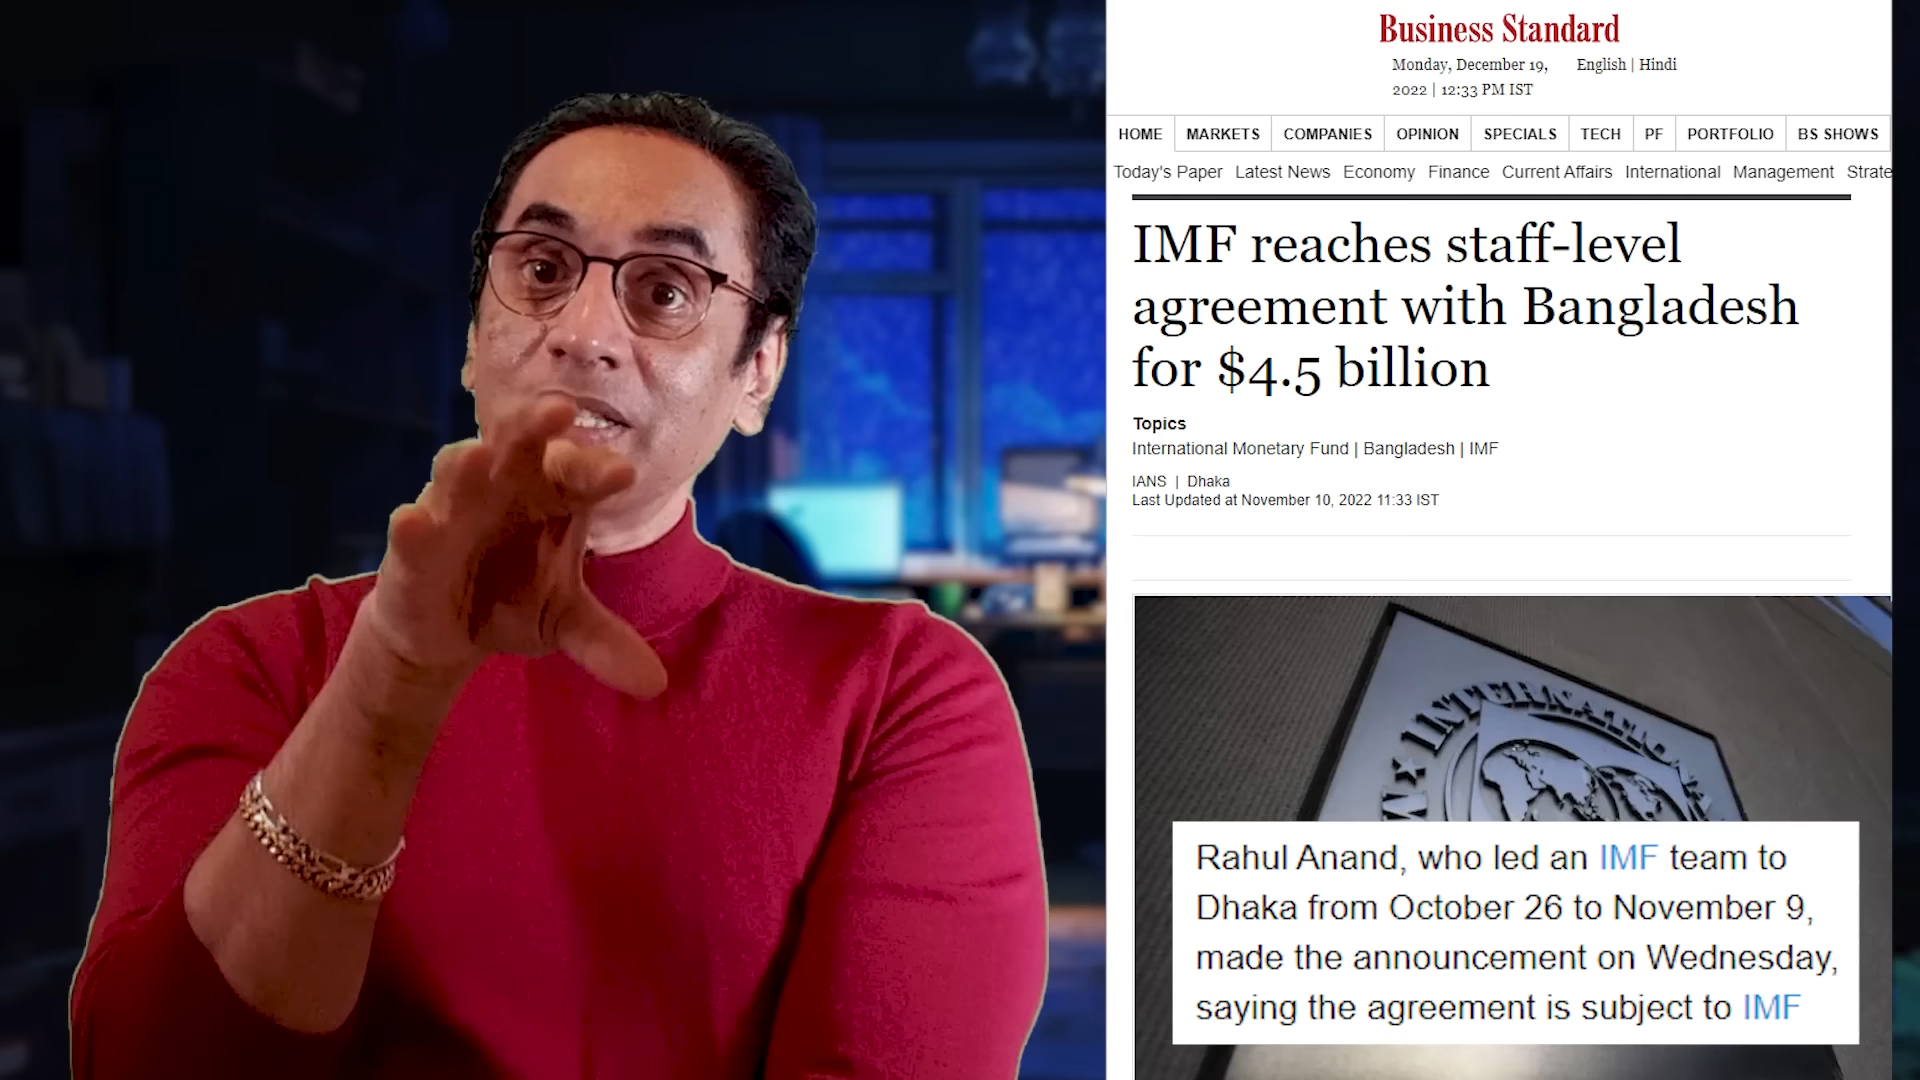 Business Standard
Monday, December 19, English | Hindi
2022 | 12:33 PM IST
HOME MARKETS COMPANIES OPINION SPECIALS TECH PF PORTFOLIO BS SHOWS
Today's Paper Latest News Economy Finance Current Affairs International Management Strate
IMF reaches staff-level
agreement with Bangladesh
for $4.5 billion
Topics
International Monetary Fund | Bangladesh | IMF
IANS | Dhaka
Last Updated at November 10, 2022 11:33 IST
INTERNATIONAL
Rahul Anand, who led an IMF team to
Dhaka from October 26 to November 9,
made the announcement on Wednesday,
saying the agreement is subject to IMF